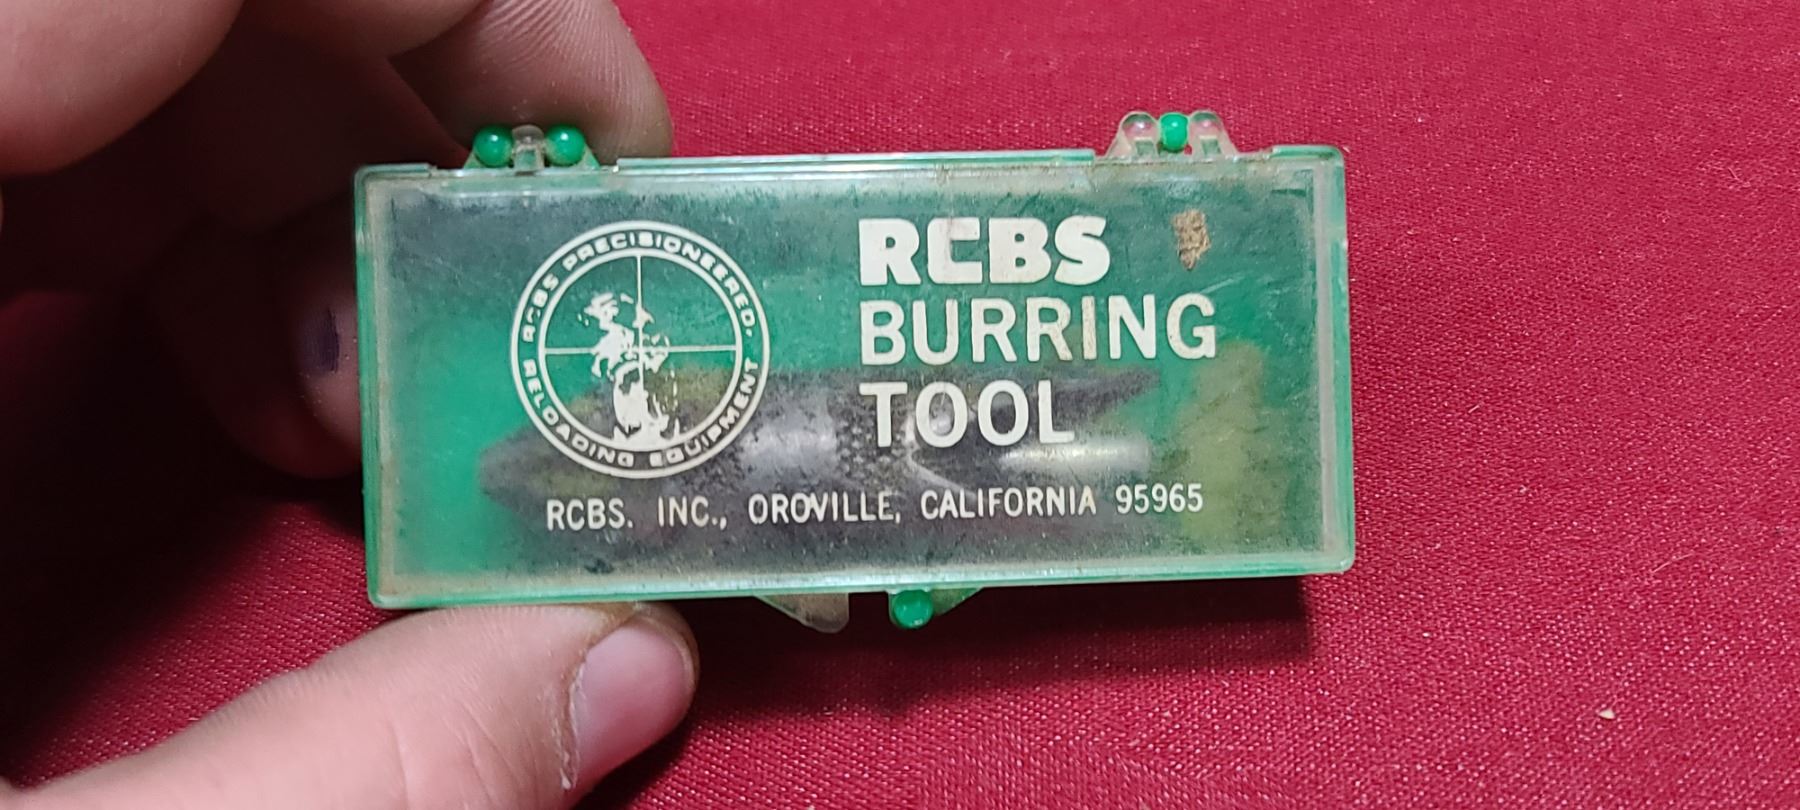 RCBS PRECISIONEERED.
RELOADING EQUIPMENT
RCBS
BURRING
TOOL
RCBS. INC., OROVILLE, CALIFORNIA 95965